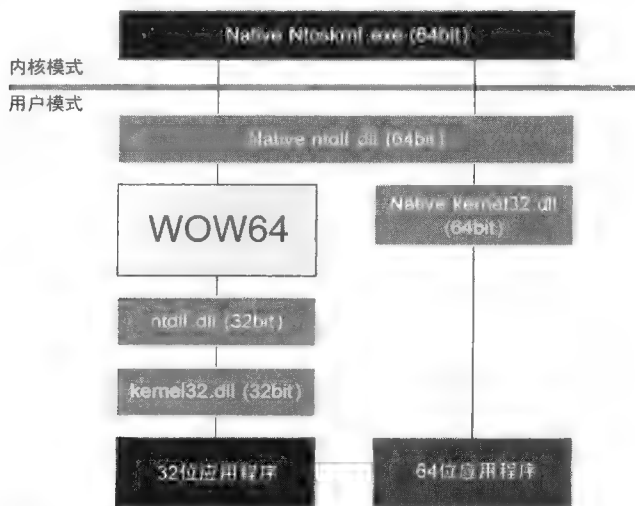 Native Ntoskrnl.exe (64bit)
内核模式
用户模式
Native ntdll.dll (64bit)
WOW64
Native kernel32.dll
(64bit)
ntdll.dll (32bit)
kernel32.dll (32bit)
32位应用程序
64位应用程序